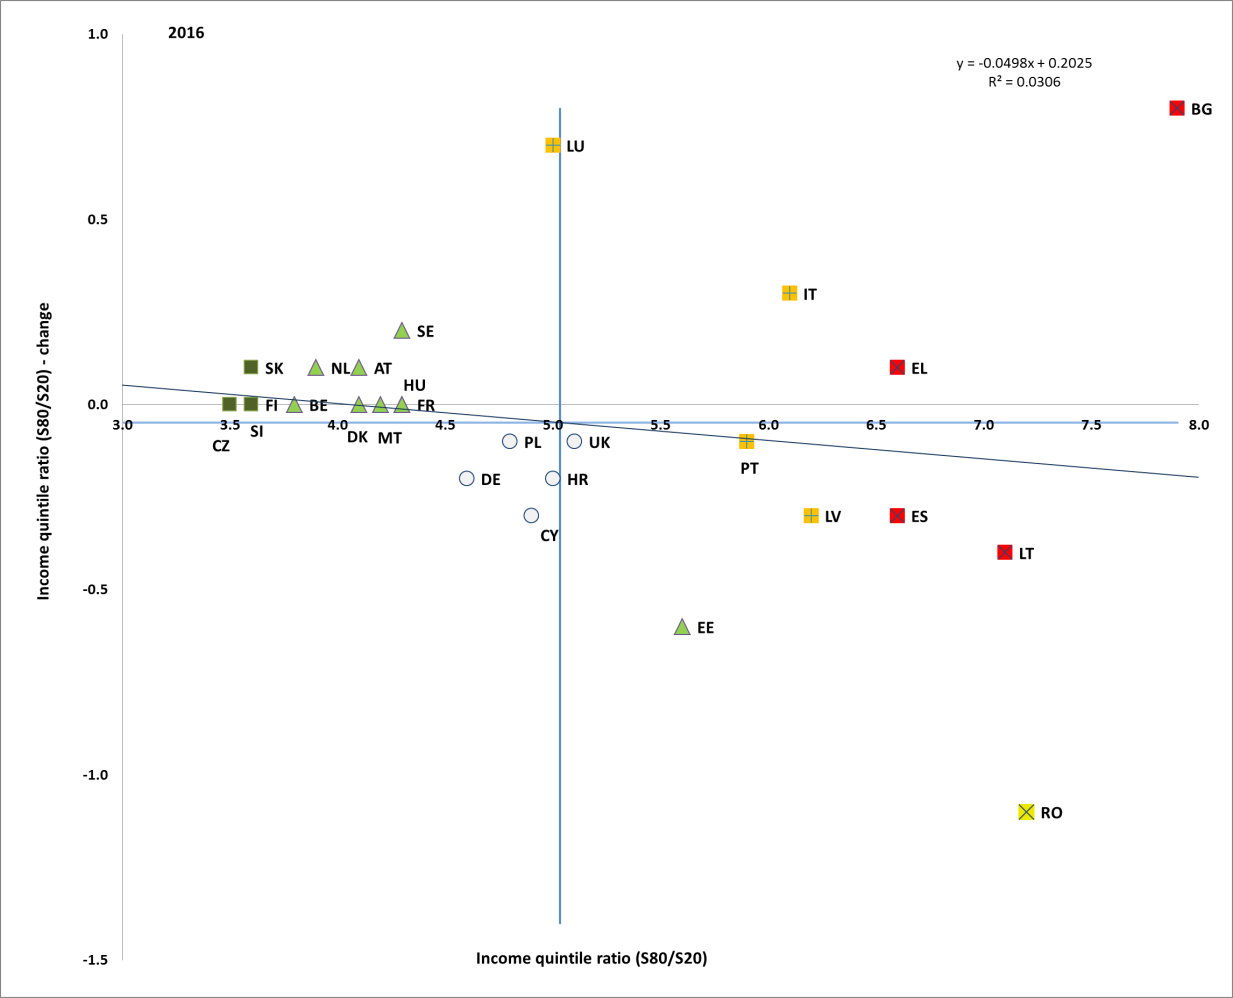 1.0
2016
y = -0.0498x + 0.2025
R² = 0.0306
BG
LU
0.5
IT
SE
SK
NL
AT
EL
HU
0.0
FI
BE
FR
3.0
3.5
4.0
4.5
5.0
5.5
6.0
6.5
7.0
7.5
8.0
SI
CZ
DK
MT
PL
UK
PT
DE
HR
CY
LV
ES
LT
-0.5
EE
-1.0
RO
-1.5
Income quintile ratio (S80/S20) - change
Income quintile ratio (S80/S20)